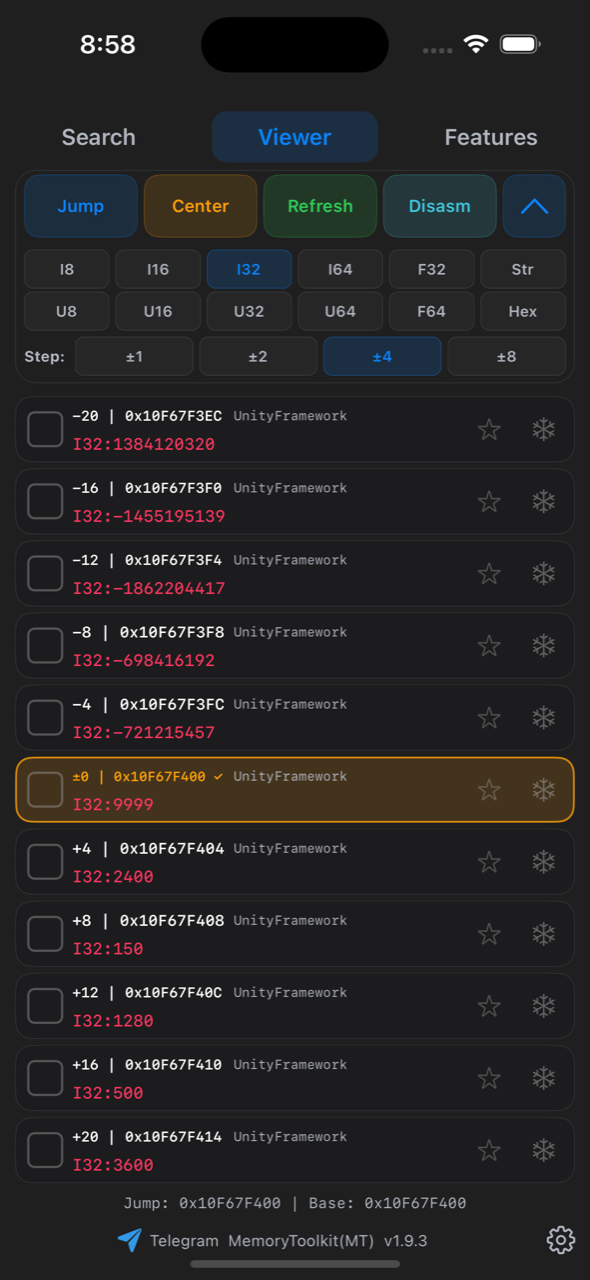 8:58
Search Viewer Features
Jump Center Refresh Disasm
I8 I16 I32 I64 F32 Str
U8 U16 U32 U64 F64 Hex
Step: ±1 ±2 ±4 ±8
−20 | 0x10F67F3EC UnityFramework
I32:1384120320
−16 | 0x10F67F3F0 UnityFramework
I32:−1455195139
−12 | 0x10F67F3F4 UnityFramework
I32:−1862204417
−8 | 0x10F67F3F8 UnityFramework
I32:−698416192
−4 | 0x10F67F3FC UnityFramework
I32:−721215457
±0 | 0x10F67F400 ✓ UnityFramework
I32:9999
+4 | 0x10F67F404 UnityFramework
I32:2400
+8 | 0x10F67F408 UnityFramework
I32:150
+12 | 0x10F67F40C UnityFramework
I32:1280
+16 | 0x10F67F410 UnityFramework
I32:500
+20 | 0x10F67F414 UnityFramework
I32:3600
Jump: 0x10F67F400 | Base: 0x10F67F400
Telegram MemoryToolkit(MT) v1.9.3